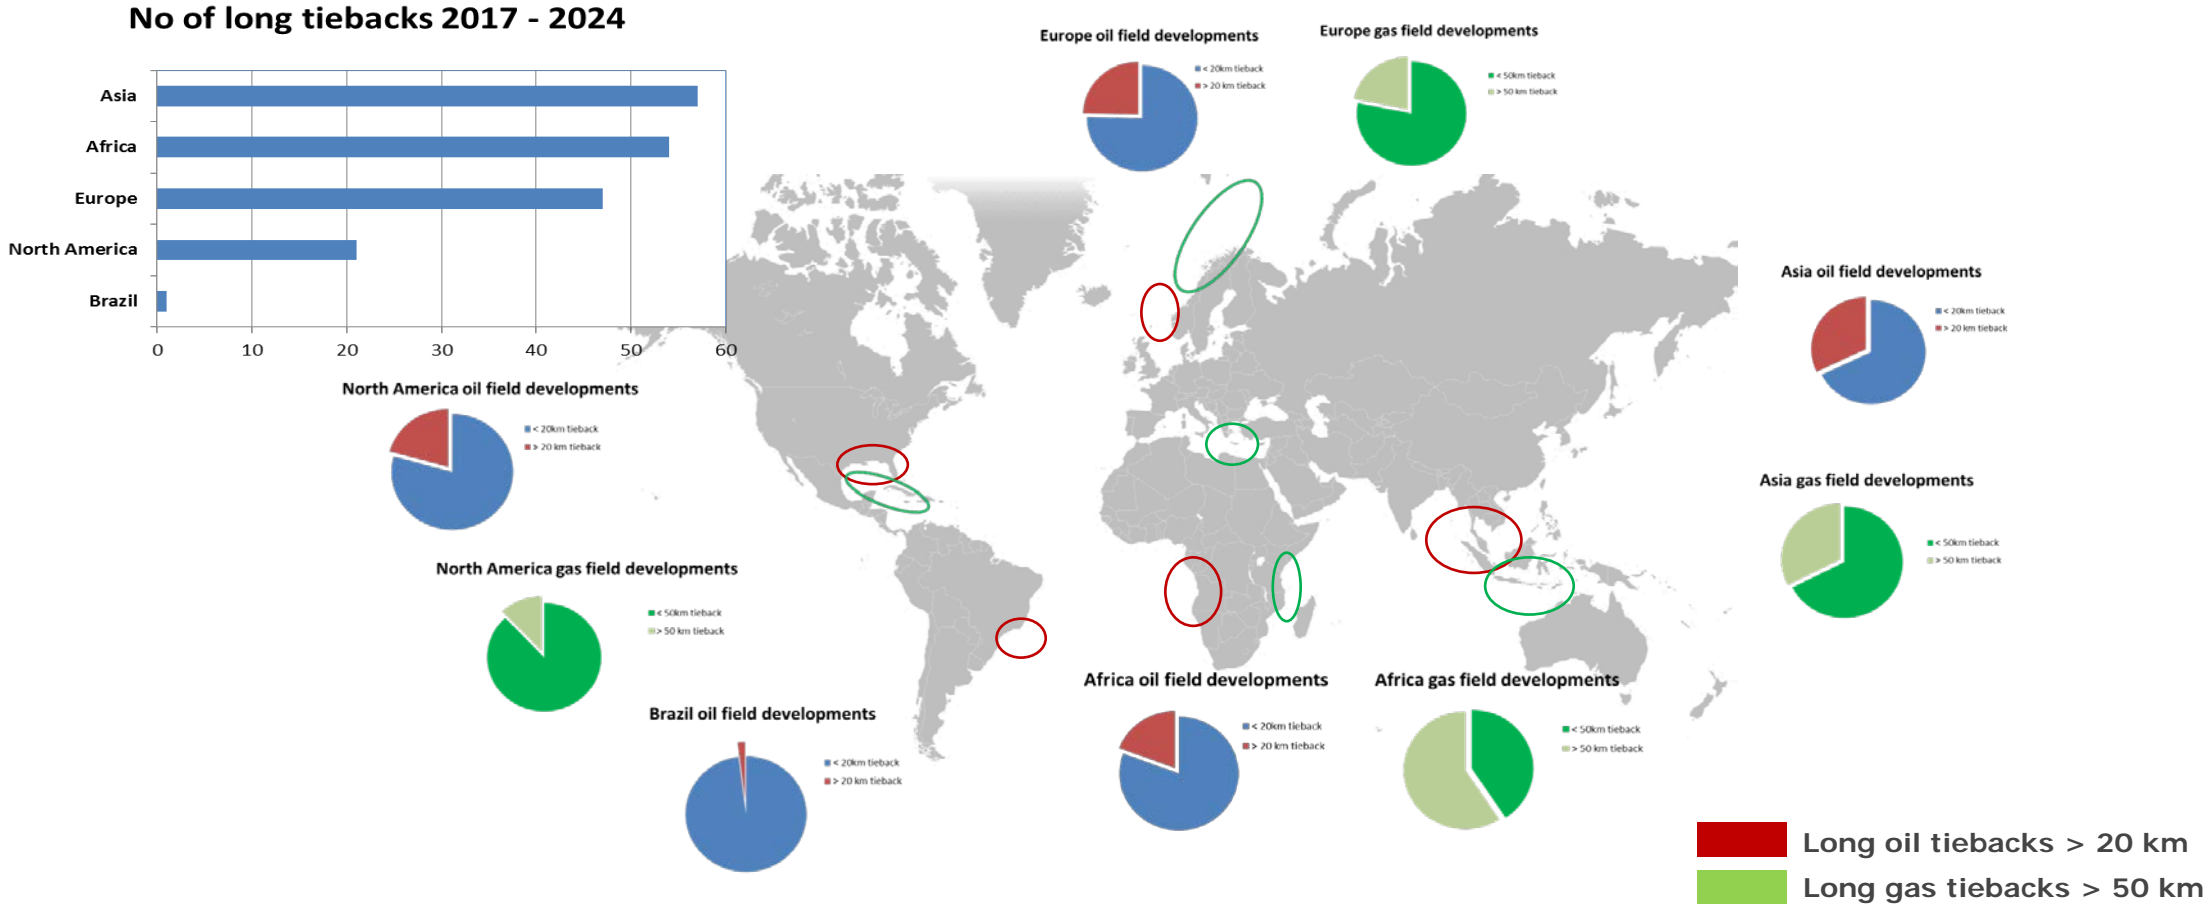 No of long tiebacks 2017 - 2024
Asia
Africa
Europe
North America
Brazil
0 10 20 30 40 50 60
Europe oil field developments
< 20km tieback
> 20 km tieback
Europe gas field developments
< 50km tieback
> 50 km tieback
Asia oil field developments
< 20km tieback
> 20 km tieback
North America oil field developments
< 20km tieback
> 20 km tieback
Asia gas field developments
< 50km tieback
> 50 km tieback
North America gas field developments
< 50km tieback
> 50 km tieback
Brazil oil field developments
< 20km tieback
> 20 km tieback
Africa oil field developments
< 20km tieback
> 20 km tieback
Africa gas field developments
< 50km tieback
> 50 km tieback
Long oil tiebacks > 20 km
Long gas tiebacks > 50 km